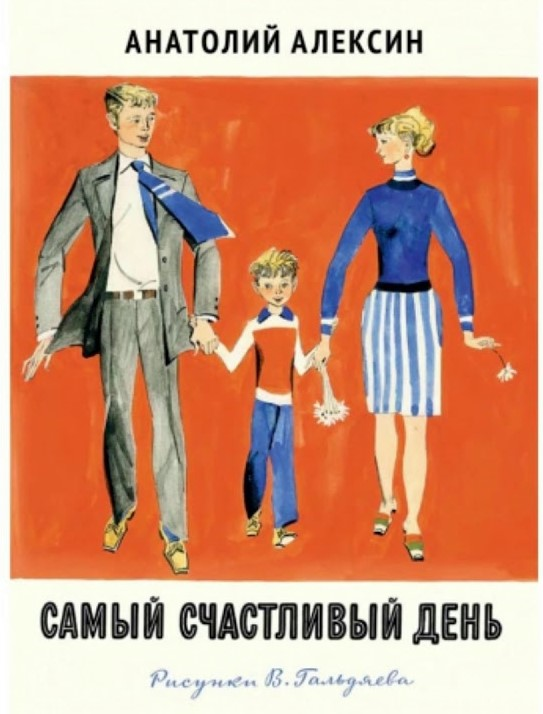 АНАТОЛИЙ АЛЕКСИН
САМЫЙ СЧАСТЛИВЫЙ ДЕНЬ
Рисунки В. Гальдяева